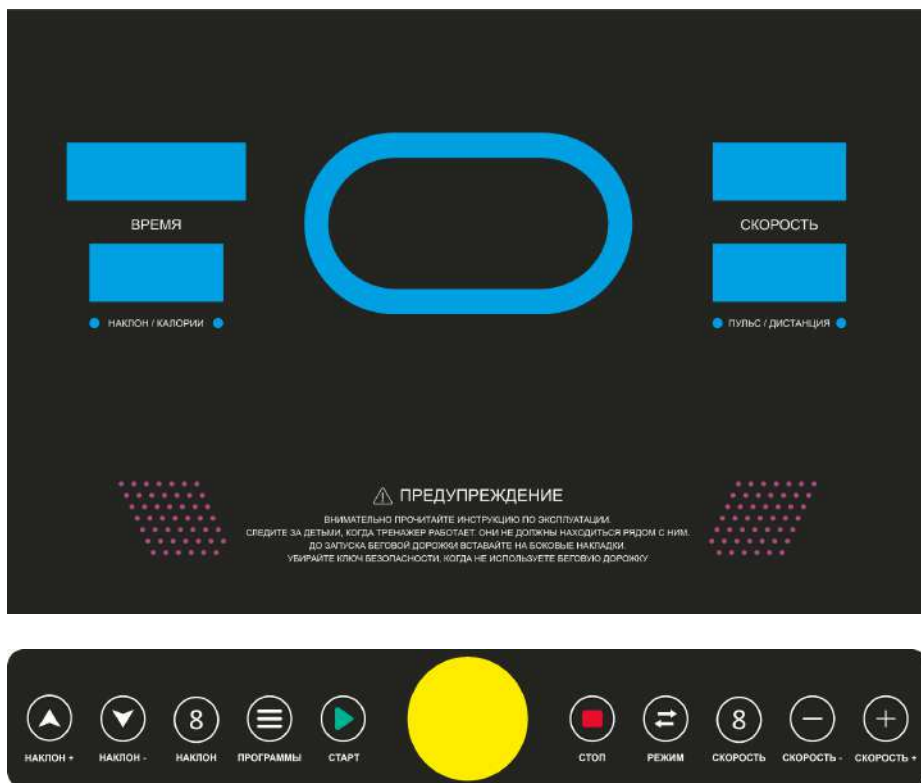 ВРЕМЯ
СКОРОСТЬ
НАКЛОН / КАЛОРИИ
ПУЛЬС / ДИСТАНЦИЯ
⚠ ПРЕДУПРЕЖДЕНИЕ
ВНИМАТЕЛЬНО ПРОЧИТАЙТЕ ИНСТРУКЦИЮ ПО ЭКСПЛУАТАЦИИ.
СЛЕДИТЕ ЗА ДЕТЬМИ, КОГДА ТРЕНАЖЕР РАБОТАЕТ. ОНИ НЕ ДОЛЖНЫ НАХОДИТЬСЯ РЯДОМ С НИМ.
ДО ЗАПУСКА БЕГОВОЙ ДОРОЖКИ ВСТАВАЙТЕ НА БОКОВЫЕ НАКЛАДКИ.
УБИРАЙТЕ КЛЮЧ БЕЗОПАСНОСТИ, КОГДА НЕ ИСПОЛЬЗУЕТЕ БЕГОВУЮ ДОРОЖКУ
8 8
НАКЛОН + НАКЛОН - НАКЛОН ПРОГРАММЫ СТАРТ СТОП РЕЖИМ СКОРОСТЬ СКОРОСТЬ - СКОРОСТЬ +